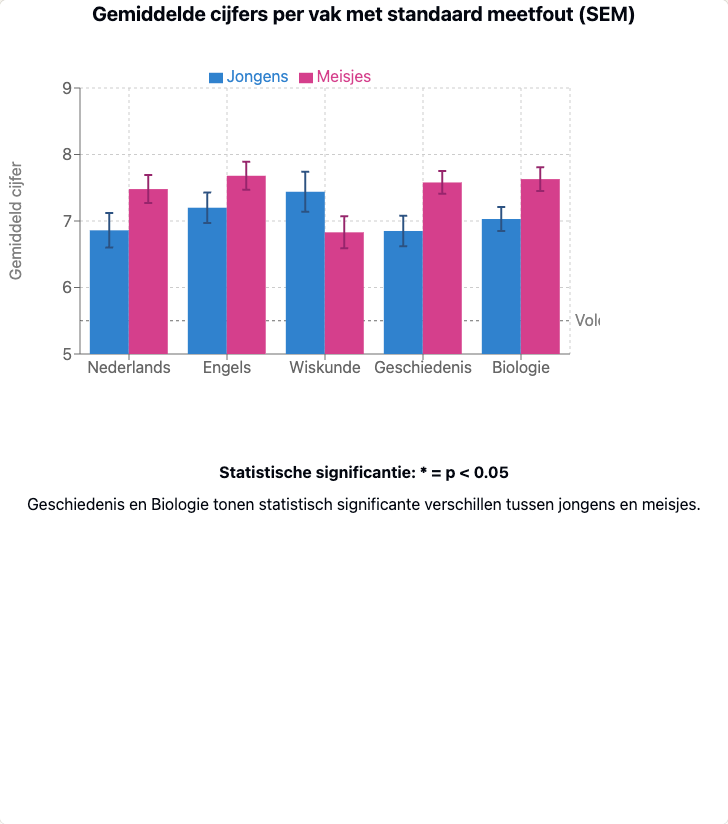 Gemiddelde cijfers per vak met standaard meetfout (SEM)
Jongens Meisjes
Gemiddeld cijfer
9
8
7
6
5
Nederlands Engels Wiskunde Geschiedenis Biologie
Statistische significantie: * = p < 0.05
Geschiedenis en Biologie tonen statistisch significante verschillen tussen jongens en meisjes.